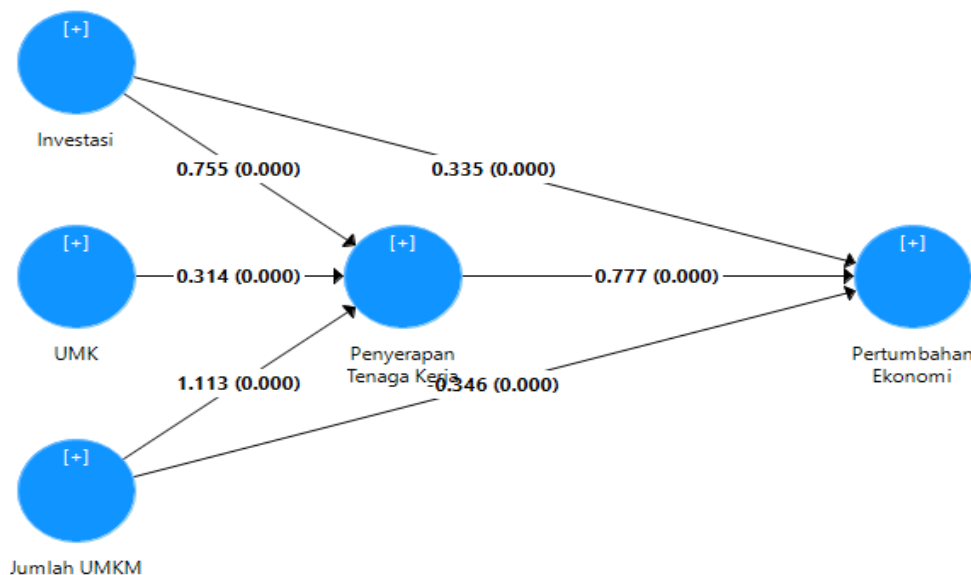 [+]
Investasi
0.755 (0.000)
0.335 (0.000)
[+]
UMK
0.314 (0.000)
[+]
Penyerapan
Tenaga Kerja
0.777 (0.000)
[+]
Pertumbuhan
Ekonomi
1.113 (0.000)
-0.346 (0.000)
[+]
Jumlah UMKM